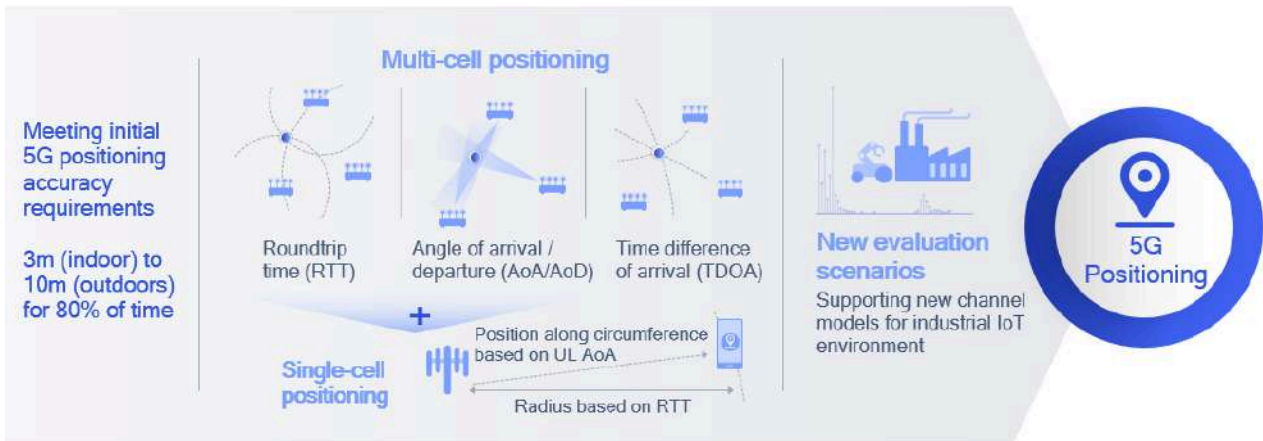 Meeting initial
5G positioning
accuracy
requirements
3m (indoor) to
10m (outdoors)
for 80% of time
Multi-cell positioning
Roundtrip
time (RTT)
Angle of arrival /
departure (AoA/AoD)
Time difference
of arrival (TDOA)
+
Single-cell
positioning
Position along circumference
based on UL AoA
Radius based on RTT
New evaluation
scenarios
Supporting new channel
models for industrial IoT
environment
5G
Positioning